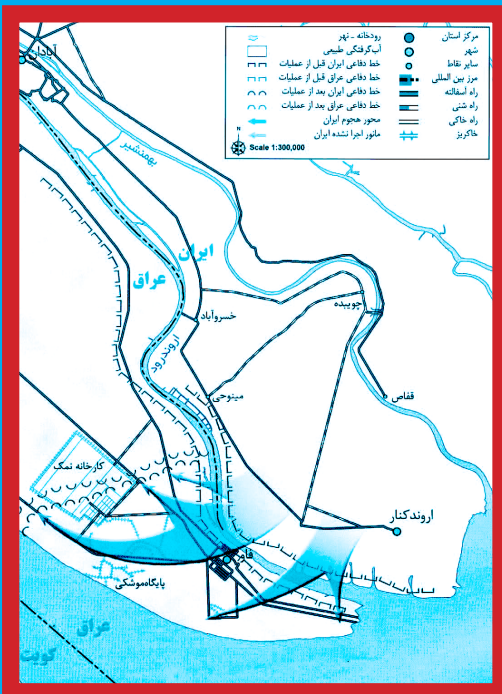 مرکز استان
شهر
سایر نقاط
مرز بین المللی
راه آسفالته
راه شنی
راه خاکی
خاکریز
رودخانه - نهر
آب‌گرفتگی طبیعی
خط دفاعی ایران قبل از عملیات
خط دفاعی عراق قبل از عملیات
خط دفاعی ایران بعد از عملیات
خط دفاعی عراق بعد از عملیات
محور هجوم ایران
مانور اجرا نشده ایران
N
Scale 1:300,000
آبادان
بهمنشیر
ایران
عراق
چویبده
خسروآباد
اروندرود
مینوحی
قفاص
کارخانه نمک
اروندکنار
فاو
پایگاه‌موشکی
عراق
کویت